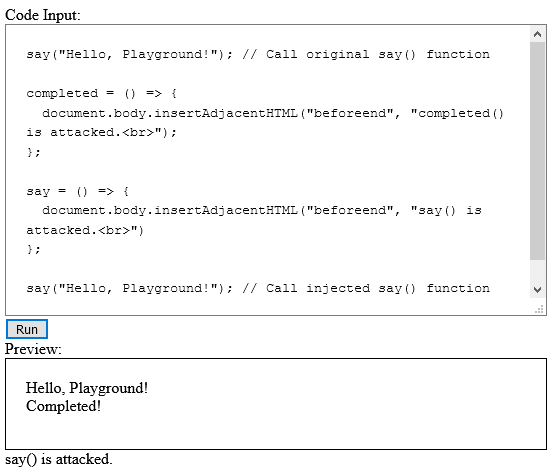 Code Input:
say("Hello, Playground!"); // Call original say() function
completed = () => {
  document.body.insertAdjacentHTML("beforeend", "completed()
is attacked.<br>");
};
say = () => {
  document.body.insertAdjacentHTML("beforeend", "say() is
attacked.<br>")
};
say("Hello, Playground!"); // Call injected say() function
Run
Preview:
Hello, Playground!
Completed!
say() is attacked.